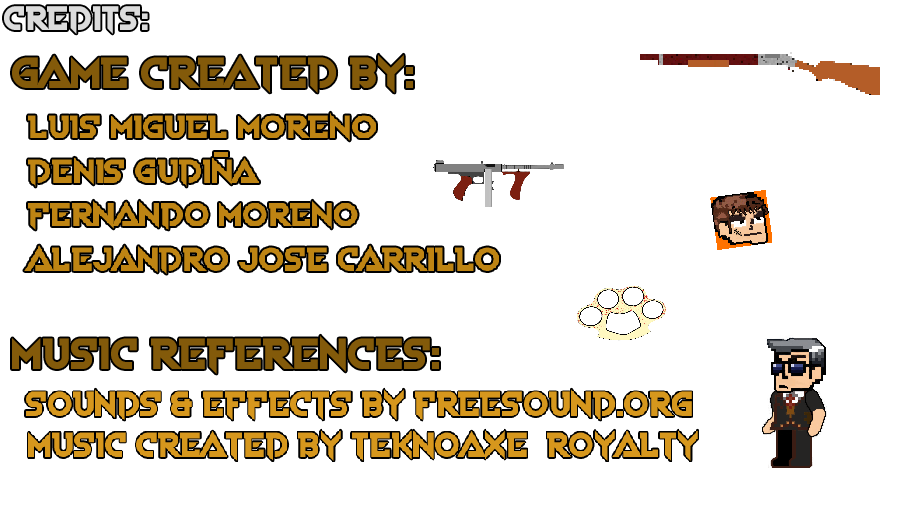 CREDITS:
GAME CREATED BY:
LUIS MIGUEL MORENO
DENIS GUDIÑA
FERNANDO MORENO
ALEJANDRO JOSE CARRILLO
MUSIC REFERENCES:
SOUNDS & EFFECTS BY FREESOUND.ORG
MUSIC CREATED BY TEKNOAXE ROYALTY